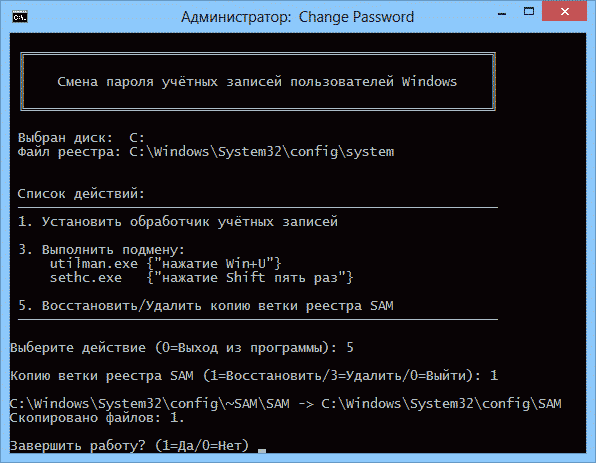 Администратор: Change Password
Смена пароля учётных записей пользователей Windows
Выбран диск: C:
Файл реестра: C:\Windows\System32\config\system
Список действий:
1. Установить обработчик учётных записей
3. Выполнить подмену:
utilman.exe {"нажатие Win+U"}
sethc.exe {"нажатие Shift пять раз"}
5. Восстановить/Удалить копию ветки реестра SAM
Выберите действие (0=Выход из программы): 5
Копию ветки реестра SAM (1=Восстановить/3=Удалить/0=Выйти): 1
C:\Windows\System32\config\~SAM\SAM -> C:\Windows\System32\config\SAM
Скопировано файлов: 1.
Завершить работу? (1=Да/0=Нет)